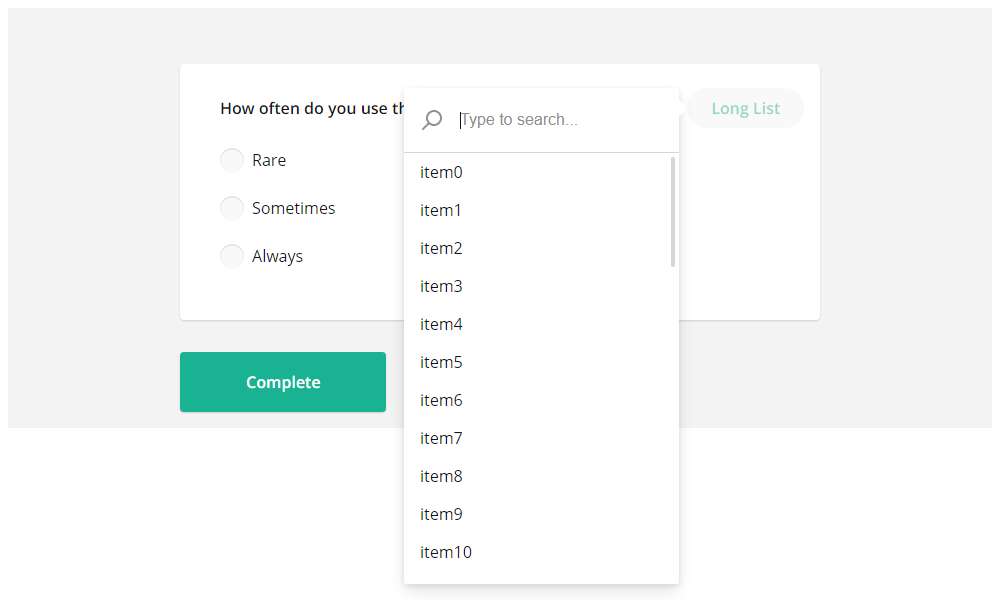 How often do you use
Long List
Type to search...
Rare
Sometimes
Always
Complete
item0
item1
item2
item3
item4
item5
item6
item7
item8
item9
item10